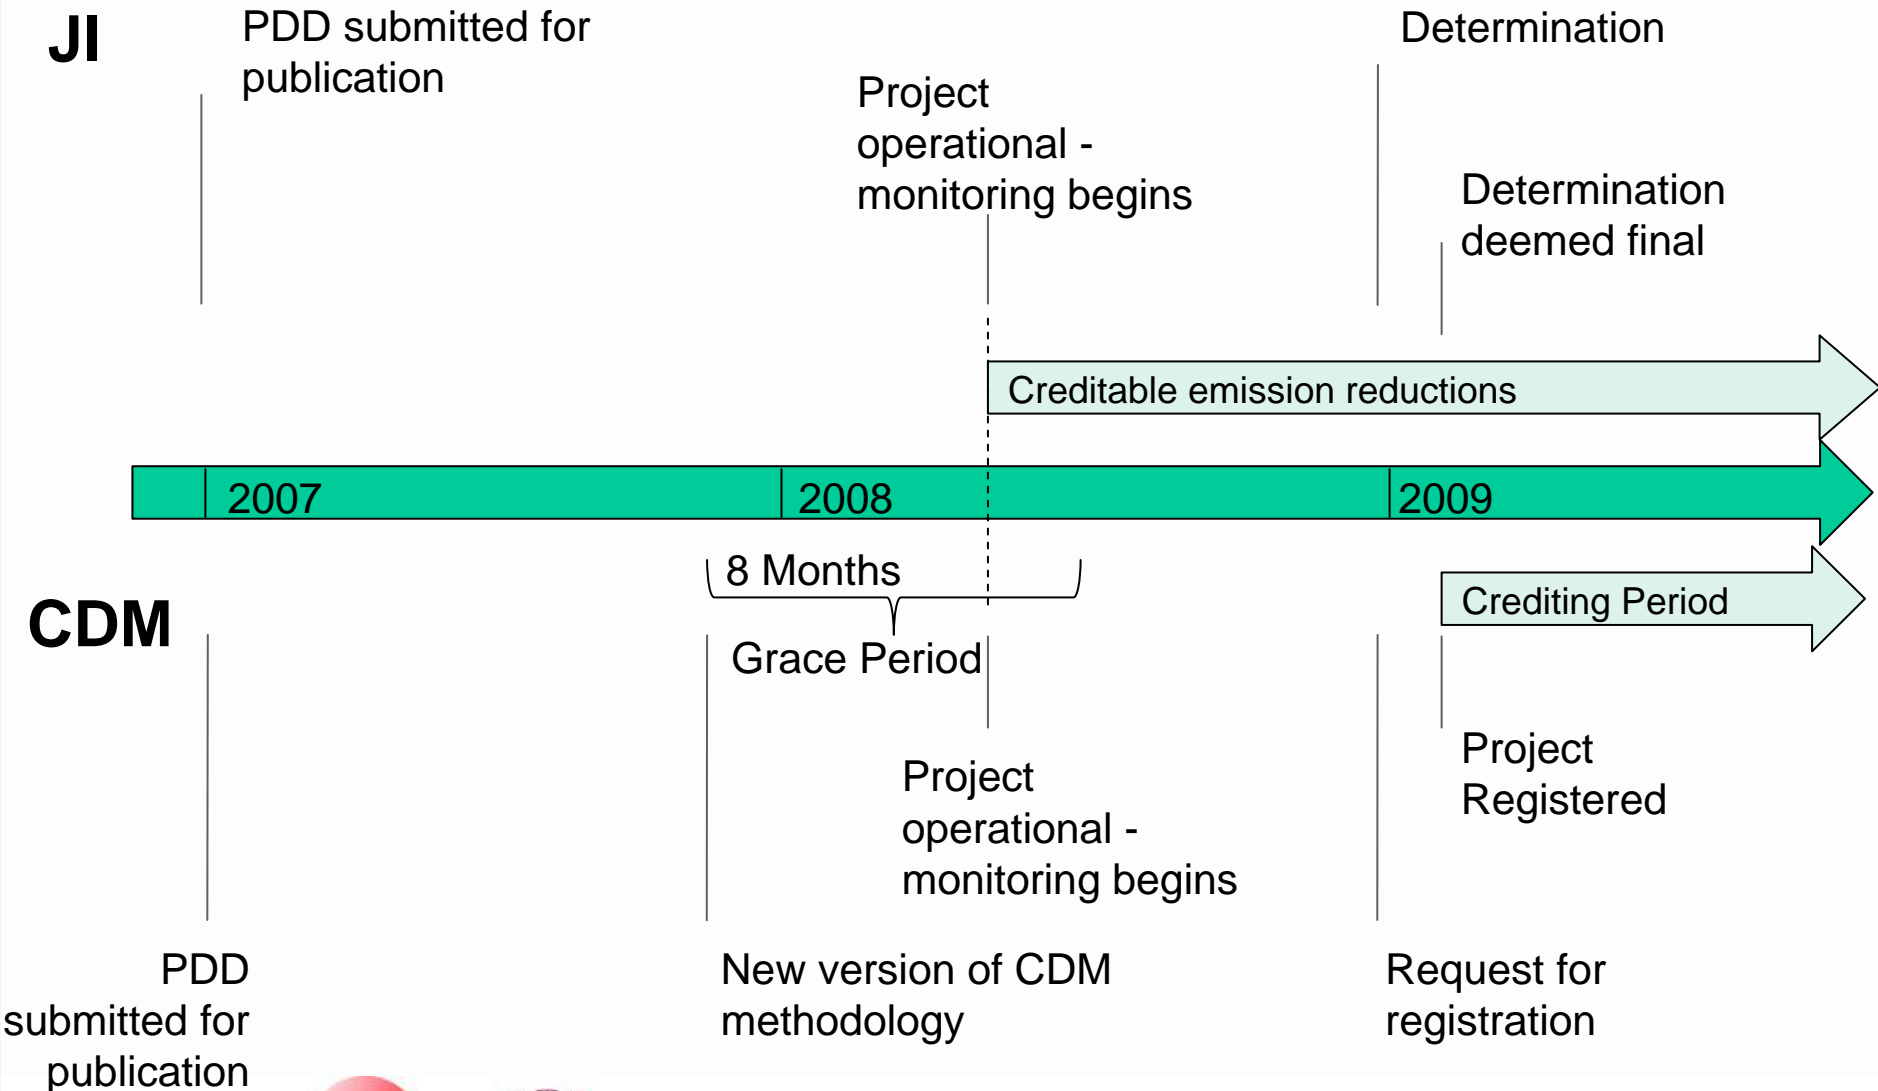 JI
PDD submitted for
publication
Project
operational -
monitoring begins
Determination
Determination
deemed final
Creditable emission reductions
2007
2008
2009
8 Months
Grace Period
Crediting Period
CDM
Project
operational -
monitoring begins
Project
Registered
PDD
submitted for
publication
New version of CDM
methodology
Request for
registration